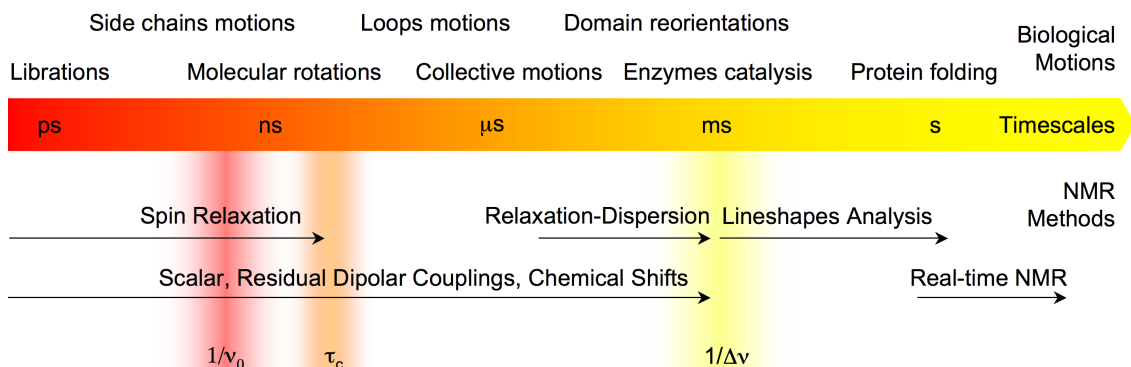 Side chains motions Loops motions Domain reorientations
Biological
Motions
Librations Molecular rotations Collective motions Enzymes catalysis Protein folding
ps ns μs ms s Timescales
NMR
Methods
Spin Relaxation Relaxation-Dispersion Lineshapes Analysis
Scalar, Residual Dipolar Couplings, Chemical Shifts Real-time NMR
1/ν₀ τc 1/Δν